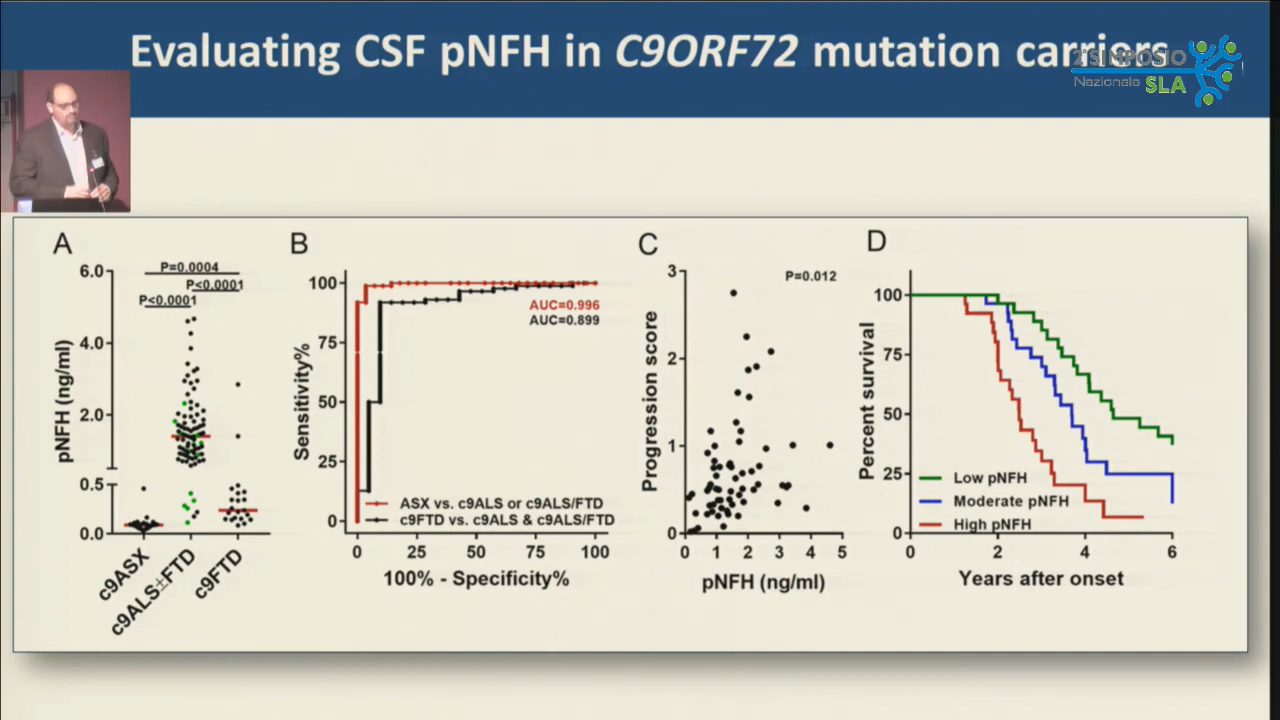 Evaluating CSF pNFH in C9ORF72 mutation carriers
2° SIMPOSIO
Nazionale SLA
A
6.0
4.0
2.0
0.5
0.0
pNFH (ng/ml)
P=0.0004
P<0.0001
P<0.0001
c9ASX
c9ALS±FTD
c9FTD
B
100
75
50
25
0
Sensitivity%
AUC=0.996
AUC=0.899
ASX vs. c9ALS or c9ALS/FTD
c9FTD vs. c9ALS & c9ALS/FTD
0 25 50 75 100
100% - Specificity%
C
3
2
1
0
Progression score
P=0.012
0 1 2 3 4 5
pNFH (ng/ml)
D
100
75
50
25
0
Percent survival
Low pNFH
Moderate pNFH
High pNFH
0 2 4 6
Years after onset